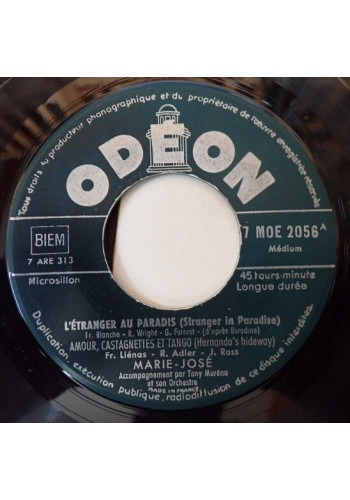 Tous droits du producteur phonographique et du propriétaire de l'œuvre enregistrée réservés
ODEON
BIEM
7 ARE 313
Microsillon
7 MOE 2056 A
Médium
45 tours-minute
Longue durée
L'ÉTRANGER AU PARADIS (Stranger in Paradise)
Fr. Blanche - R. Wright - G. Forrest - (d'après Borodine)
AMOUR, CASTAGNETTES ET TANGO (Hernando's hideway)
Fr. Liénas - R. Adler - J. Ross
MARIE-JOSÉ
Accompagnement par Tony Muréna
et son Orchestre
MADE IN FRANCE
Duplication, exécution publique, radiodiffusion de ce disque interdites